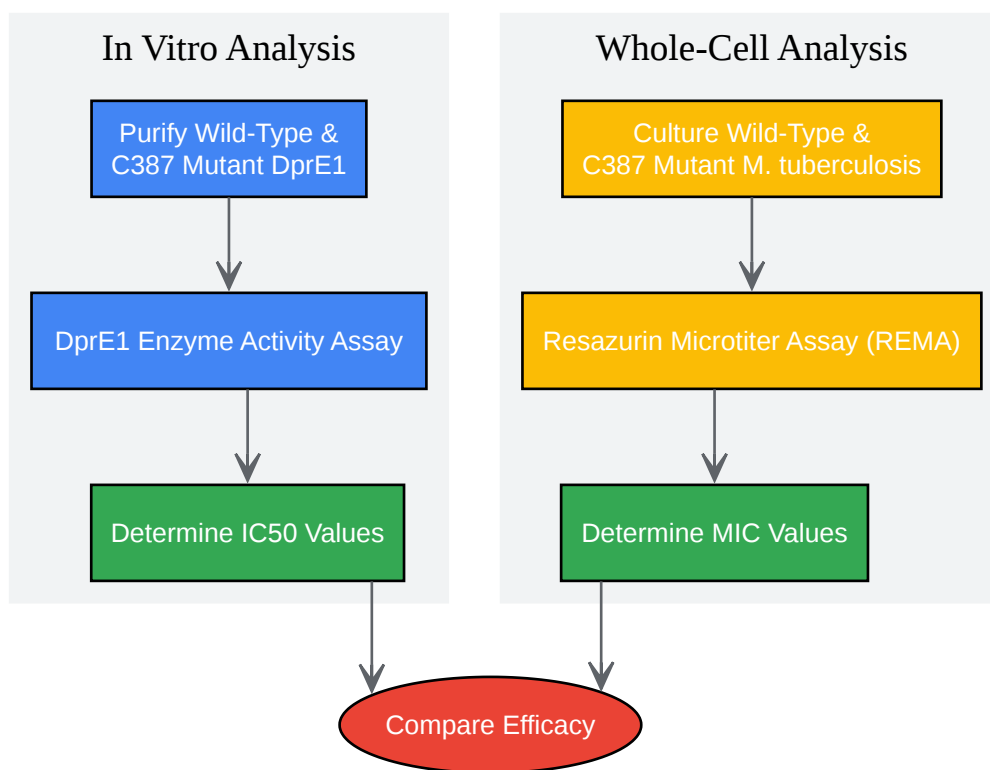 In Vitro Analysis
Purify Wild-Type &
C387 Mutant DprE1
DprE1 Enzyme Activity Assay
Determine IC50 Values
Whole-Cell Analysis
Culture Wild-Type &
C387 Mutant M. tuberculosis
Resazurin Microtiter Assay (REMA)
Determine MIC Values
Compare Efficacy